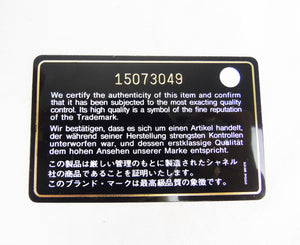 15073049
We certify the authenticity of this item and confirm
that it has been subjected to the most exacting quality
control. Its high quality is a symbol of the fine reputation
of the Trademark.
Wir bestätigen, dass es sich um einen Artikel handelt,
der während seiner Herstellung strengsten Kontrollen
unterworfen war, und dessen erstklassige Qualität
dem hohen Ansehen unserer Marke entspricht.
この製品は厳しい管理のもとに製造されたシャネル
社の商品であることを証明いたします。
このブランド・マークは最高級品質の象徴です。